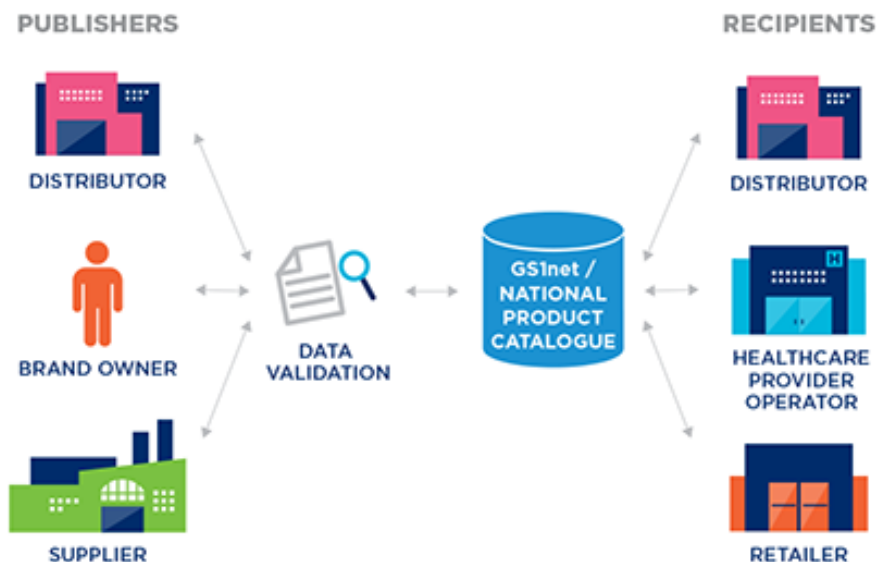 PUBLISHERS
RECIPIENTS
DISTRIBUTOR
DISTRIBUTOR
GS1net /
NATIONAL
PRODUCT
CATALOGUE
DATA
VALIDATION
BRAND OWNER
HEALTHCARE
PROVIDER
OPERATOR
SUPPLIER
RETAILER
H